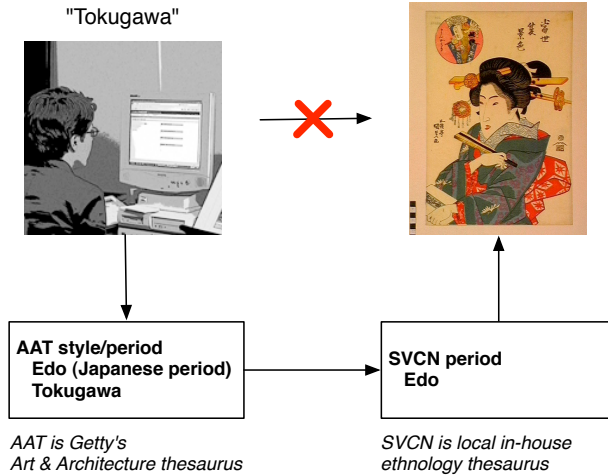 "Tokugawa"
AAT style/period
Edo (Japanese period)
Tokugawa
SVCN period
Edo
AAT is Getty's
Art & Architecture thesaurus
SVCN is local in-house
ethnology thesaurus